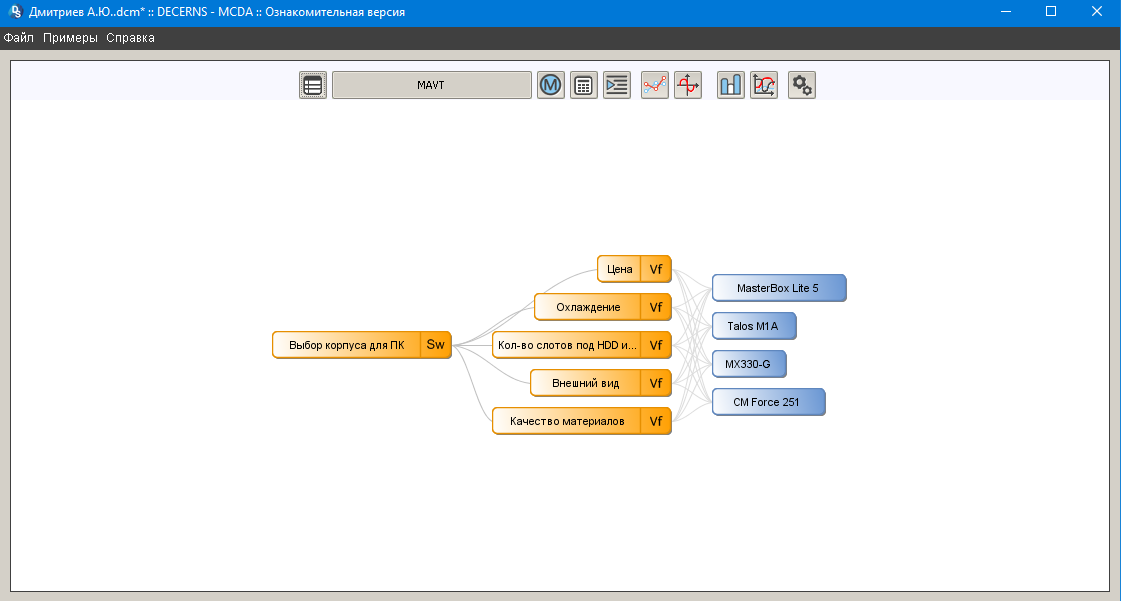 Дмитриев А.Ю..dcm* :: DECERNS - MCDA :: Ознакомительная версия
Файл Примеры Справка
MAVT
M
Цена Vf
MasterBox Lite 5
Охлаждение Vf
Talos M1A
Выбор корпуса для ПК Sw
Кол-во слотов под HDD и... Vf
MX330-G
Внешний вид Vf
CM Force 251
Качество материалов Vf